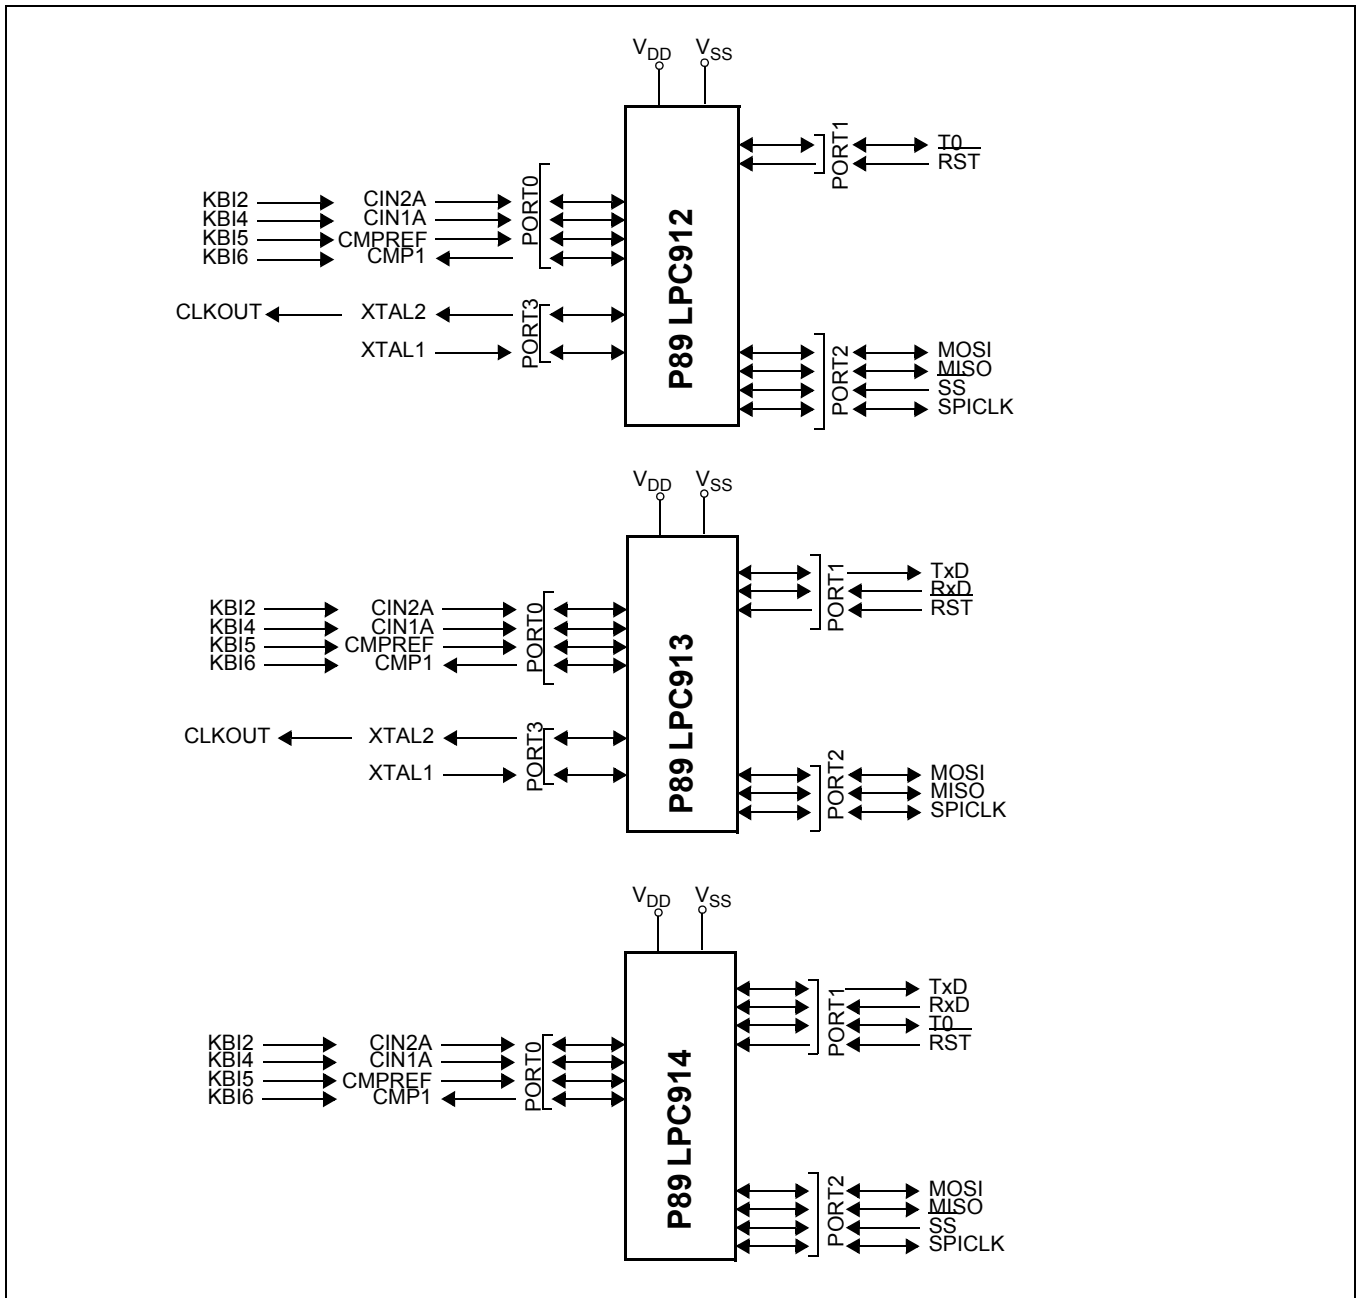 VDD VSS
T0
RST
PORT1
KBI2 CIN2A
KBI4 CIN1A
KBI5 CMPREF
KBI6 CMP1
PORT0
CLKOUT XTAL2
XTAL1
PORT3
P89 LPC912
PORT2
MOSI
MISO
SS
SPICLK
VDD VSS
TxD
RxD
RST
PORT1
KBI2 CIN2A
KBI4 CIN1A
KBI5 CMPREF
KBI6 CMP1
PORT0
CLKOUT XTAL2
XTAL1
PORT3
P89 LPC913
PORT2
MOSI
MISO
SPICLK
VDD VSS
TxD
RxD
T0
RST
PORT1
KBI2 CIN2A
KBI4 CIN1A
KBI5 CMPREF
KBI6 CMP1
PORT0
P89 LPC914
PORT2
MOSI
MISO
SS
SPICLK